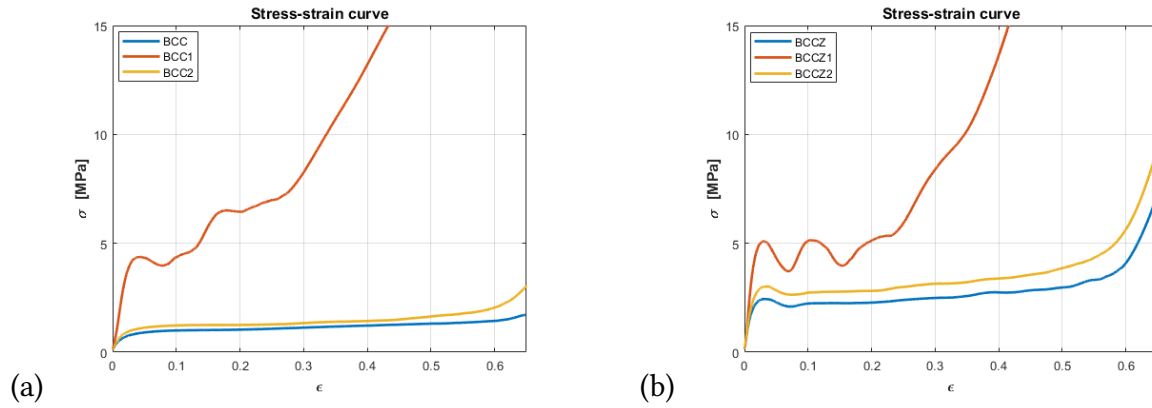 Stress-strain curve
BCC
BCC1
BCC2
15
10
5
0
σ [MPa]
0 0.1 0.2 0.3 0.4 0.5 0.6
ϵ
(a)
Stress-strain curve
BCCZ
BCCZ1
BCCZ2
15
10
5
0
σ [MPa]
0 0.1 0.2 0.3 0.4 0.5 0.6
ϵ
(b)